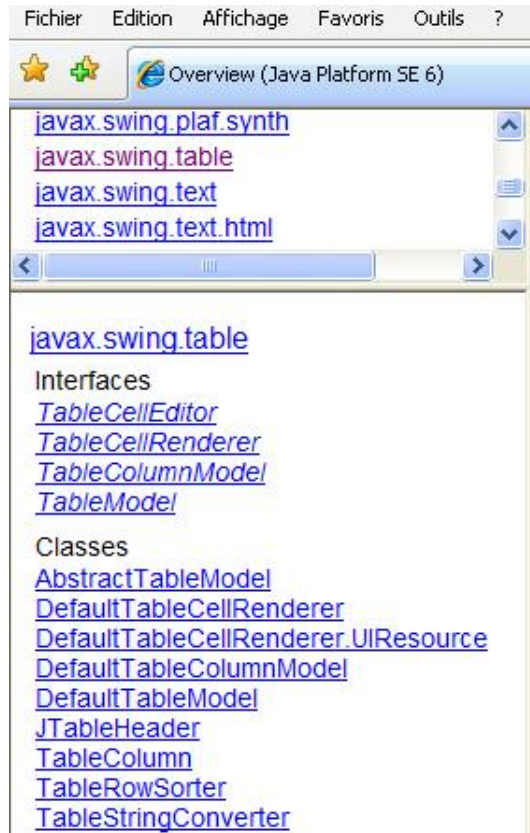 Fichier Edition Affichage Favoris Outils ?
Overview (Java Platform SE 6)
javax.swing.plaf.synth
javax.swing.table
javax.swing.text
javax.swing.text.html
javax.swing.table
Interfaces
TableCellEditor
TableCellRenderer
TableColumnModel
TableModel
Classes
AbstractTableModel
DefaultTableCellRenderer
DefaultTableCellRenderer.UIResource
DefaultTableColumnModel
DefaultTableModel
JTableHeader
TableColumn
TableRowSorter
TableStringConverter